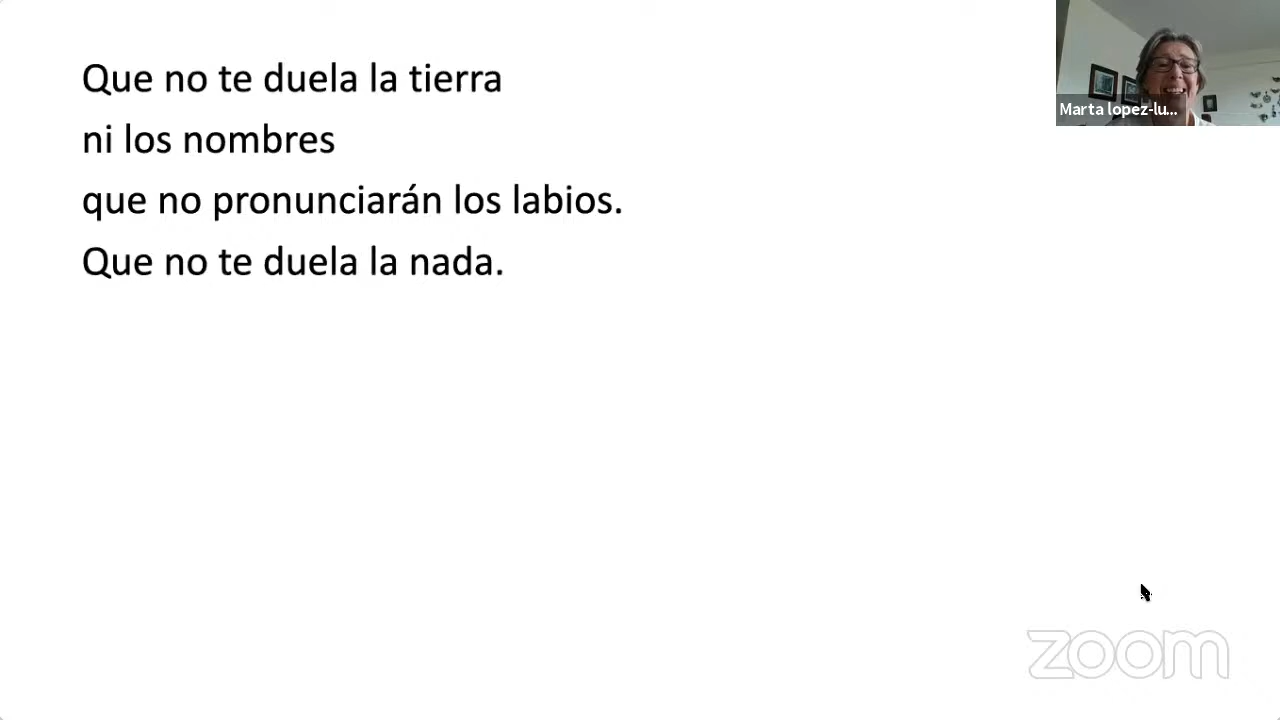 Que no te duela la tierra
ni los nombres
que no pronunciarán los labios.
Que no te duela la nada.
Marta lopez-lu...
zoom